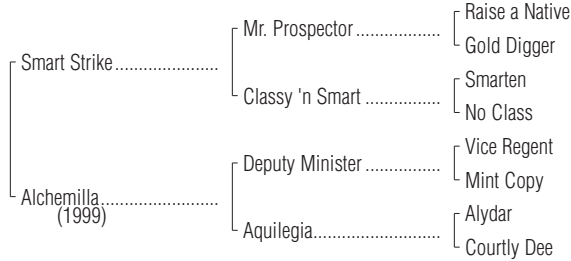 Raise a Native
Mr. Prospector ..................
Gold Digger
Smart Strike......................
Smarten
Classy 'n Smart ................
No Class
Vice Regent
Deputy Minister ................
Mint Copy
Alchemilla.........................
(1999)
Alydar
Aquilegia...........................
Courtly Dee